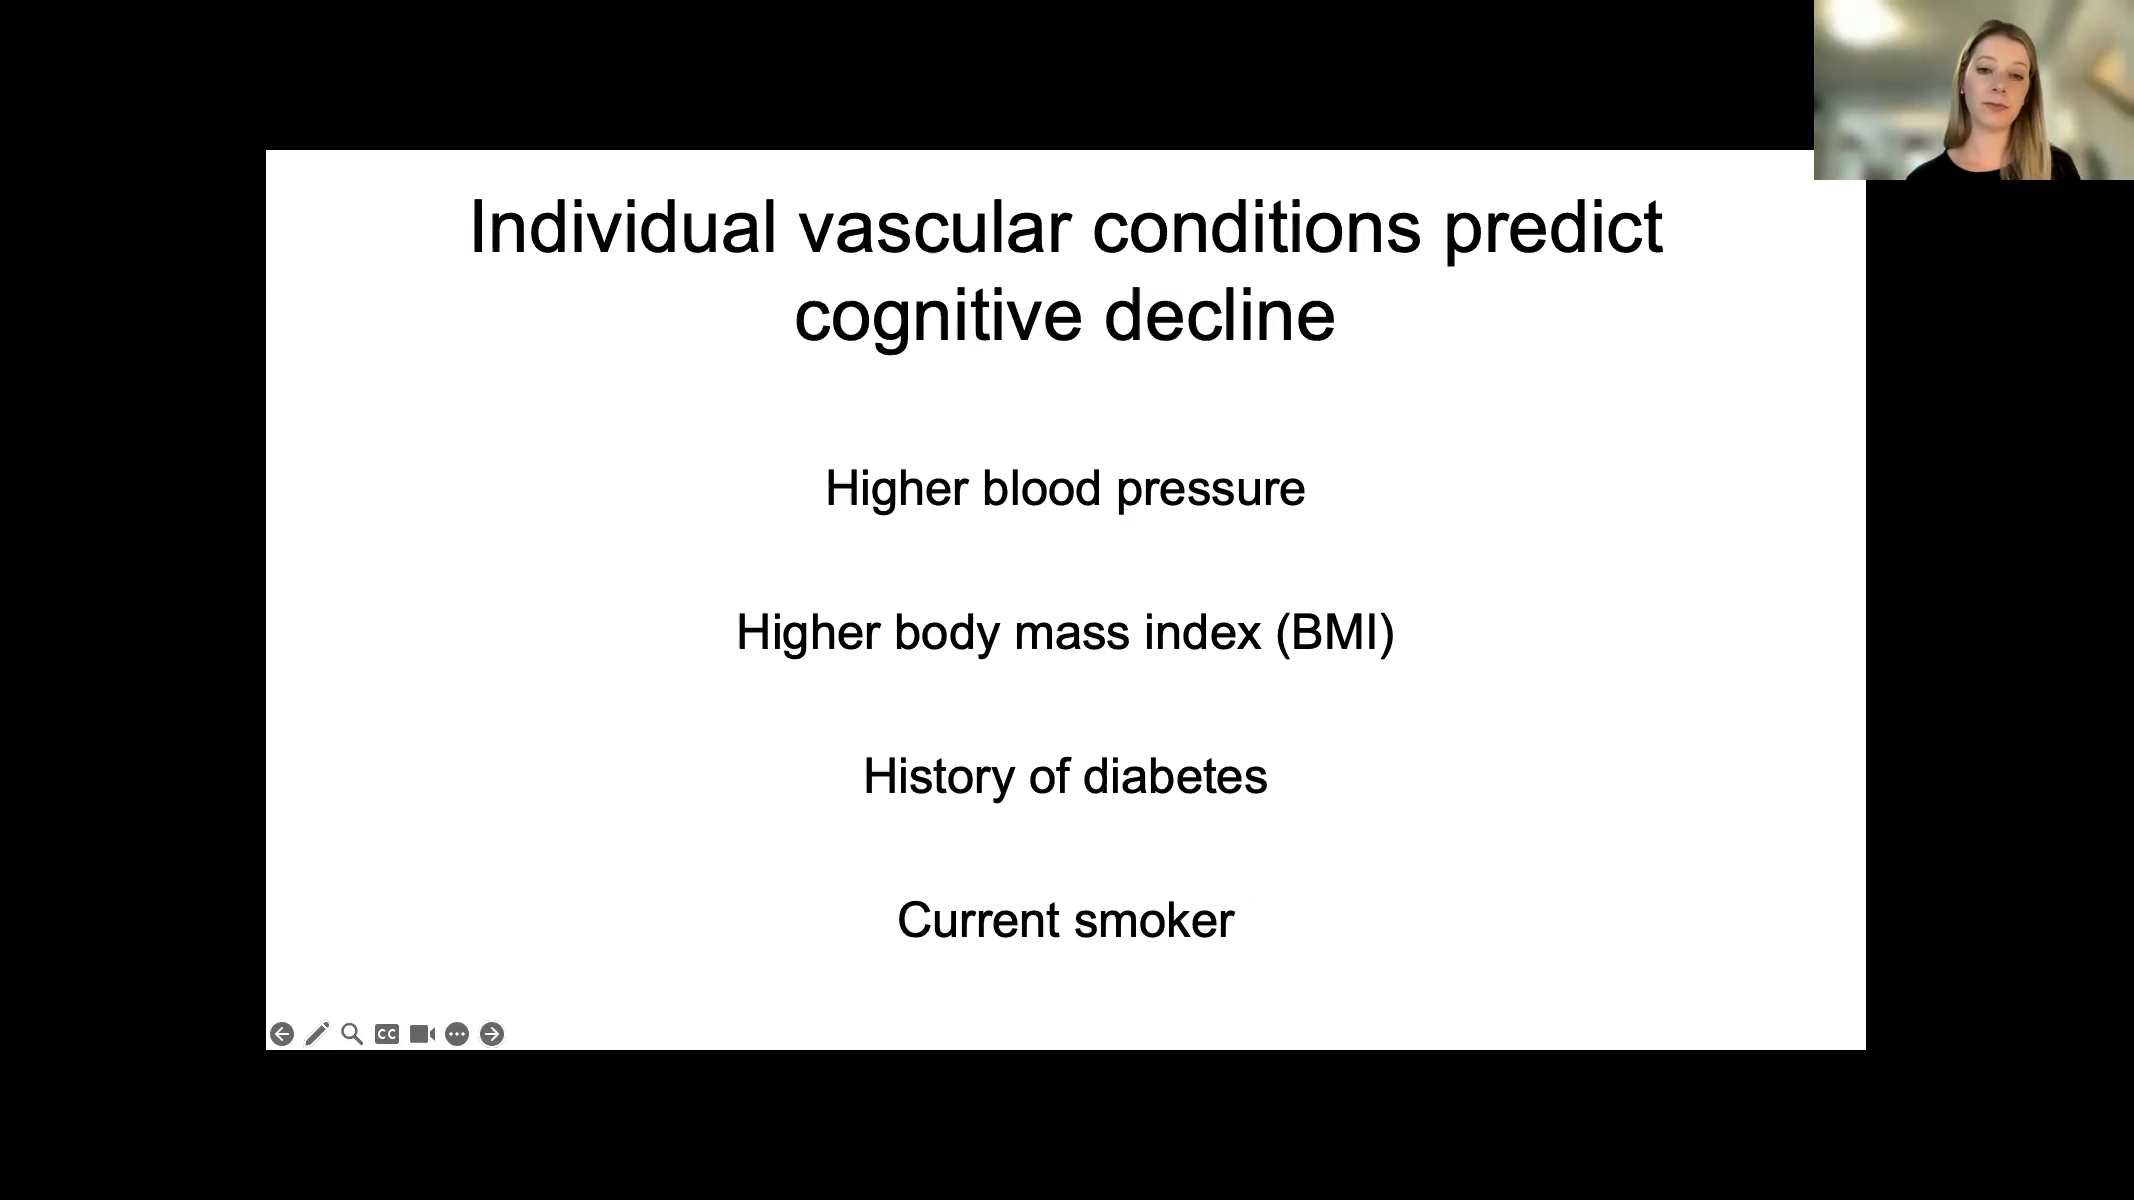 Individual vascular conditions predict
cognitive decline
Higher blood pressure
Higher body mass index (BMI)
History of diabetes
Current smoker
CC